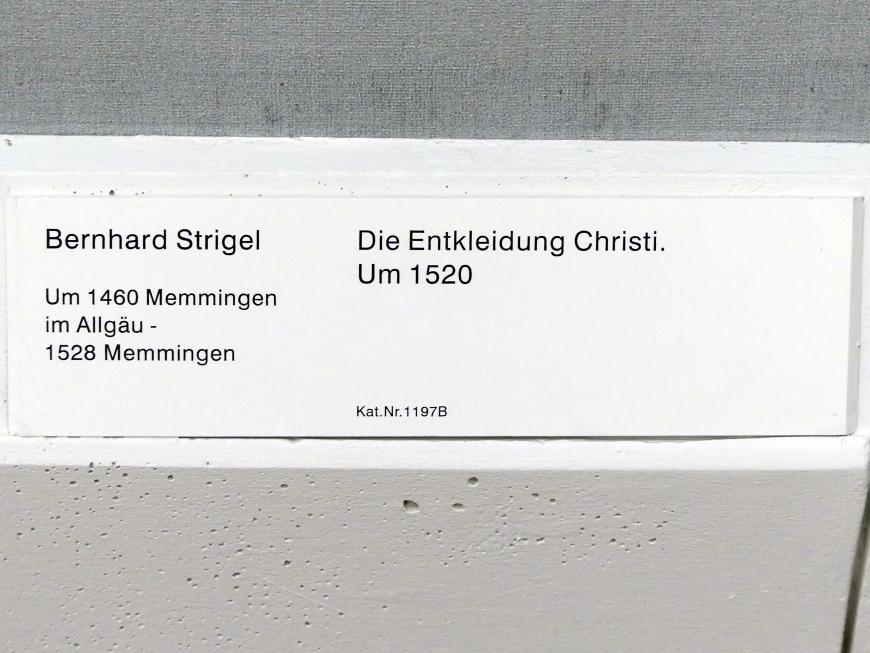 Bernhard Strigel
Um 1460 Memmingen
im Allgäu -
1528 Memmingen
Die Entkleidung Christi.
Um 1520
Kat.Nr.1197B